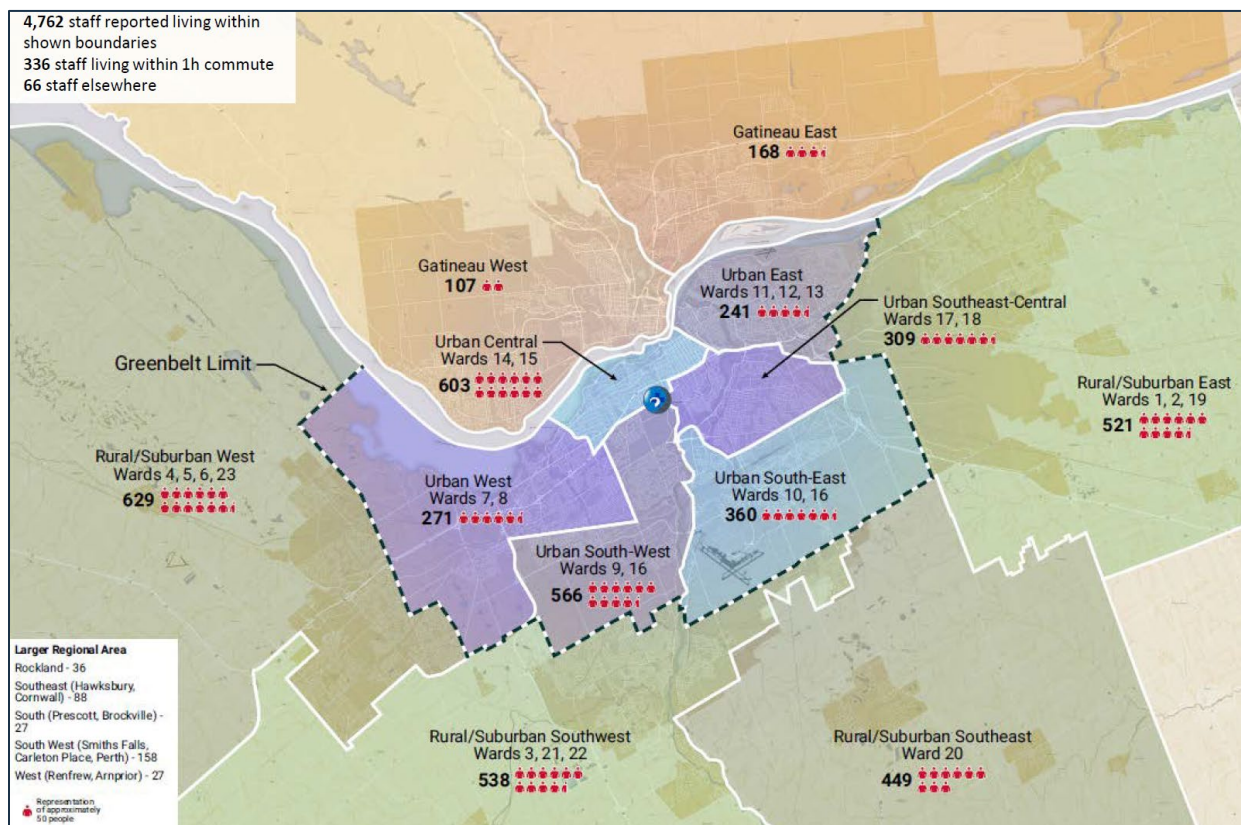 4,762 staff reported living within
shown boundaries
336 staff living within 1h commute
66 staff elsewhere
Gatineau East
168
Gatineau West
107
Urban East
Wards 11, 12, 13
241
Urban Southeast-Central
Wards 17, 18
309
Urban Central
Wards 14, 15
603
Greenbelt Limit
Rural/Suburban East
Wards 1, 2, 19
521
Rural/Suburban West
Wards 4, 5, 6, 23
629
Urban West
Wards 7, 8
271
Urban South-East
Wards 10, 16
360
Urban South-West
Wards 9, 16
566
Larger Regional Area
Rockland - 36
Southeast (Hawksbury,
Cornwall) - 88
South (Prescott, Brockville) -
27
South West (Smiths Falls,
Carleton Place, Perth) - 158
West (Renfrew, Arnprior) - 27
Representation
of approximately
50 people
Rural/Suburban Southwest
Wards 3, 21, 22
538
Rural/Suburban Southeast
Ward 20
449